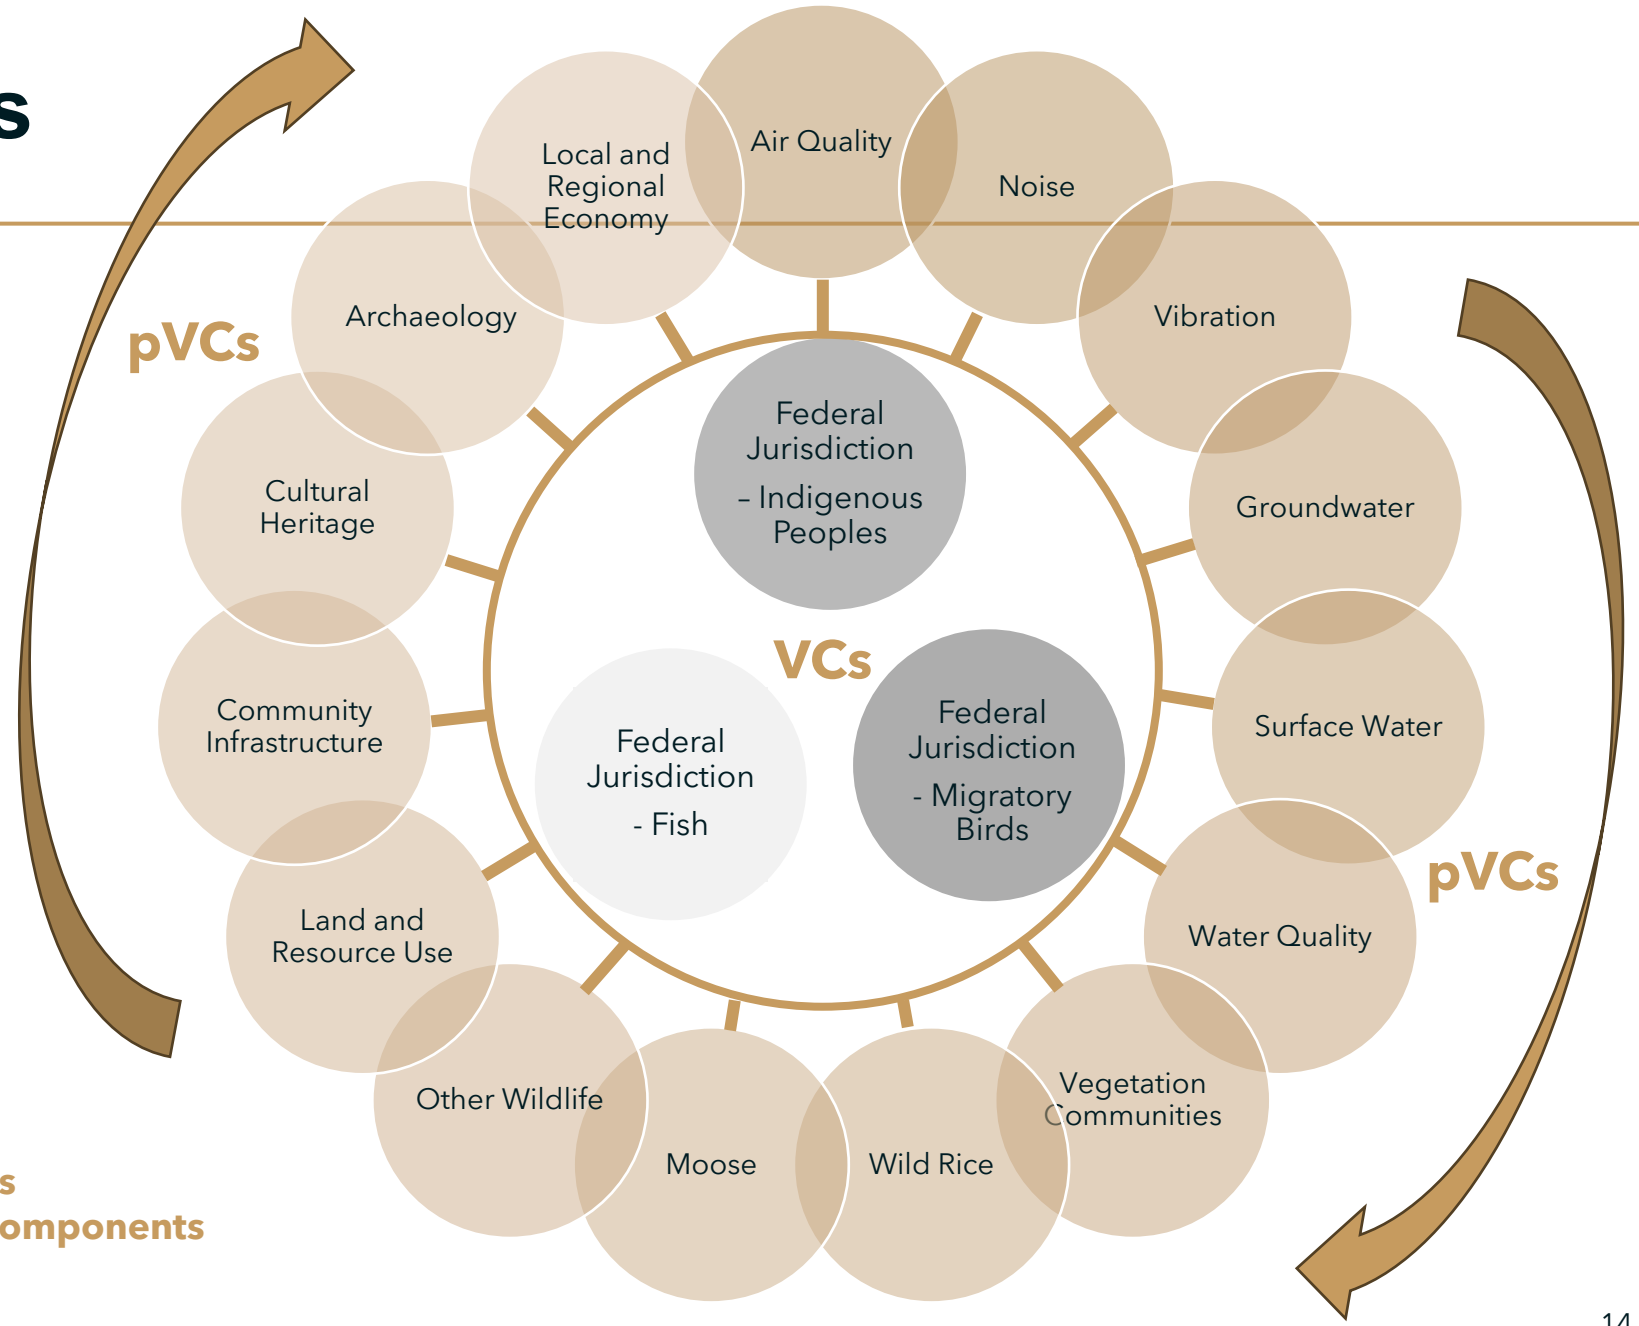 s
Air Quality
Noise
Vibration
Groundwater
Surface Water
Water Quality
Vegetation
Communities
Wild Rice
Moose
Other Wildlife
Land and
Resource Use
Community
Infrastructure
Cultural
Heritage
Archaeology
Local and
Regional
Economy
pVCs
pVCs
Federal
Jurisdiction
– Indigenous
Peoples
VCs
Federal
Jurisdiction
- Migratory
Birds
Federal
Jurisdiction
- Fish
s
omponents
14